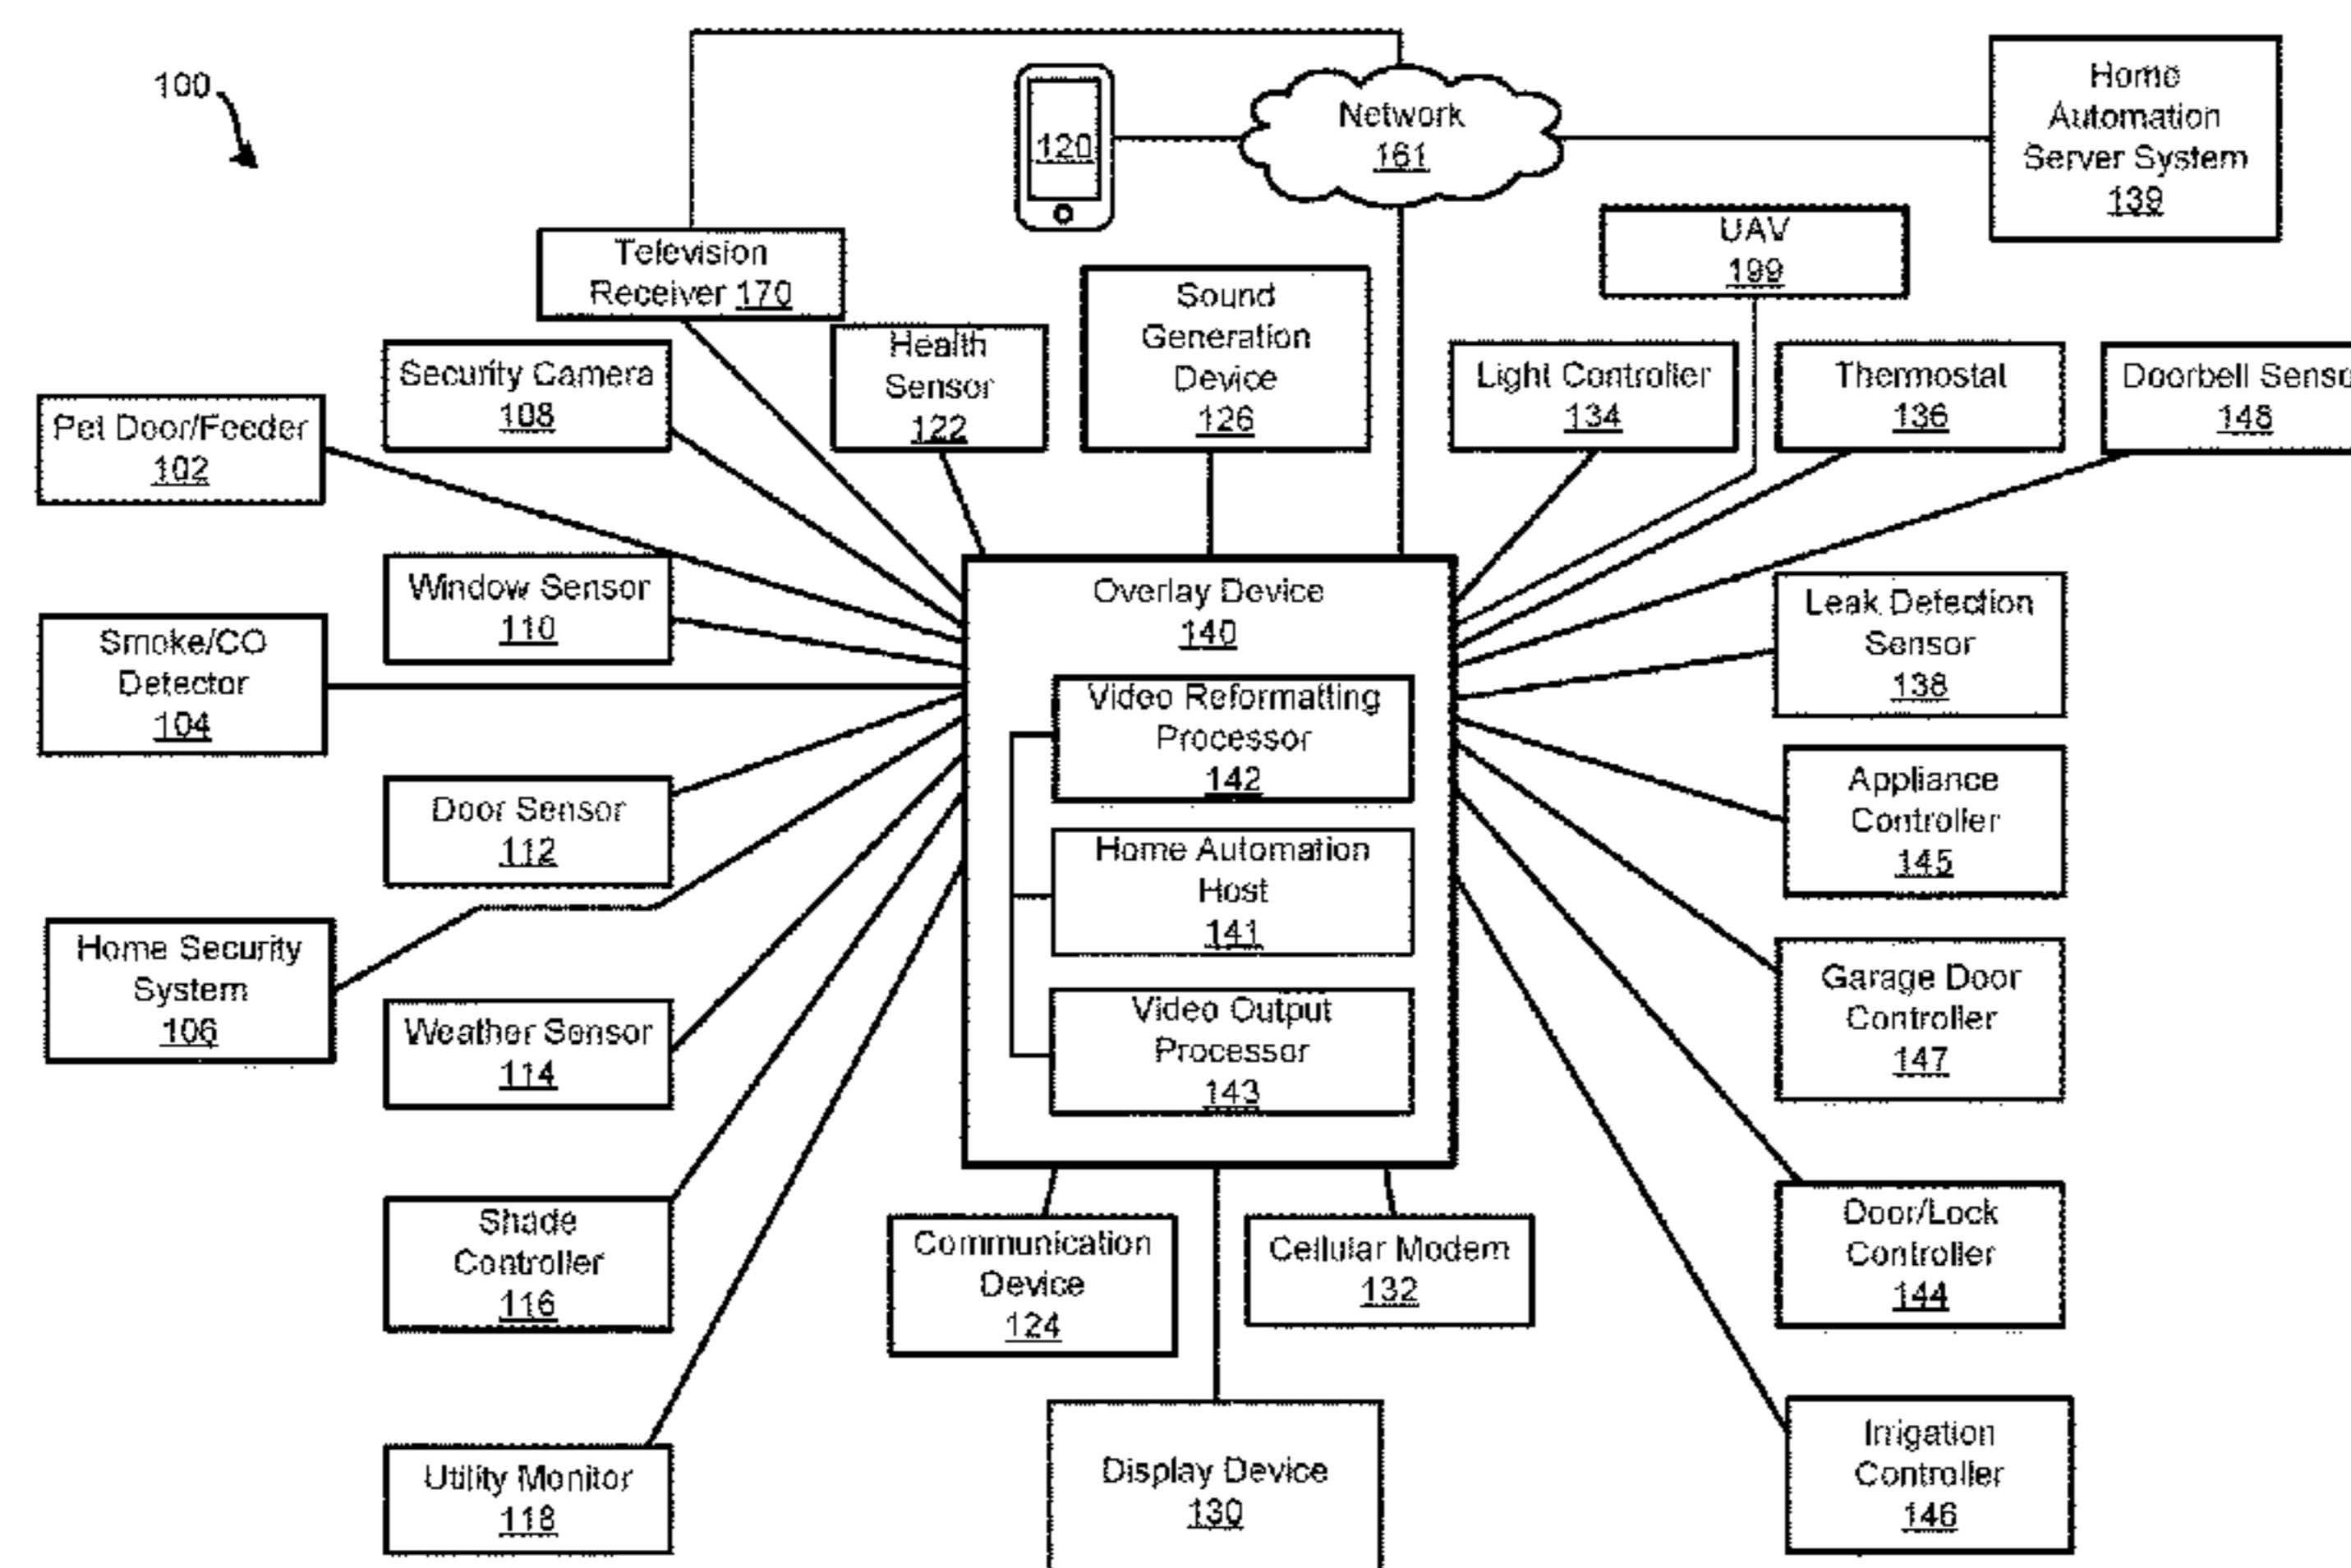 100
120
Network
161
Home
Automation
Server System
139
Television
Receiver 170
UAV
199
Sound
Generation
Device
126
Health
Sensor
122
Security Camera
108
Pet Door/Feeder
102
Light Controller
134
Thermostat
136
Doorbell Senso
148
Window Sensor
110
Smoke/CO
Detector
104
Overlay Device
140
Video Reformatting
Processor
142
Home Automation
Host
141
Video Output
Processor
143
Leak Detection
Sensor
138
Appliance
Controller
145
Door Sensor
112
Home Security
System
106
Garage Door
Controller
147
Weather Sensor
114
Shade
Controller
116
Communication
Device
124
Cellular Modem
132
Door/Lock
Controller
144
Utility Monitor
118
Display Device
130
Irrigation
Controller
146